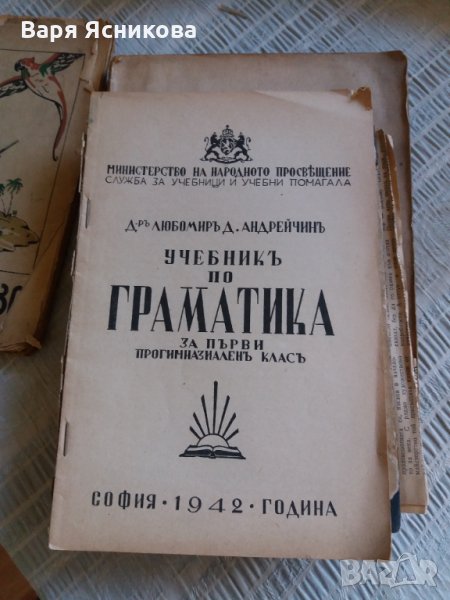 Варя Ясникова
МИНИСТЕРСТВО НА НАРОДНОТО ПРОСВѢЩЕНИЕ
СЛУЖБА ЗА УЧЕБНИЦИ И УЧЕБНИ ПОМАГАЛА
Д-РЪ ЛЮБОМИРЪ Д. АНДРЕЙЧИНЪ
УЧЕБНИКЪ
ПО
ГРАМАТИКА
ЗА ПЪРВИ
ПРОГИМНАЗИАЛЕНЪ КЛАСЪ
СОФИЯ · 1942 · ГОДИНА
bazar